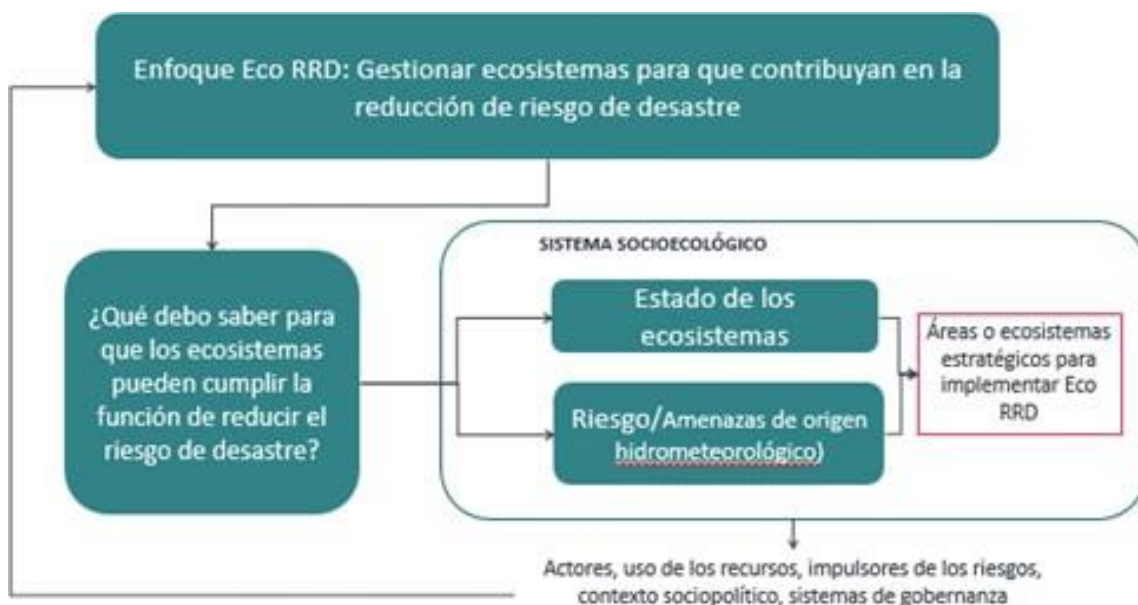 Enfoque Eco RRD: Gestionar ecosistemas para que contribuyan en la
reducción de riesgo de desastre
¿Qué debo saber para
que los ecosistemas
pueden cumplir la
función de reducir el
riesgo de desastre?
SISTEMA SOCIOECOLÓGICO
Estado de los
ecosistemas
Riesgo/Amenazas de origen
hidrometeorológico)
Áreas o ecosistemas
estratégicos para
implementar Eco
RRD
Actores, uso de los recursos, impulsores de los riesgos,
contexto sociopolítico, sistemas de gobernanza